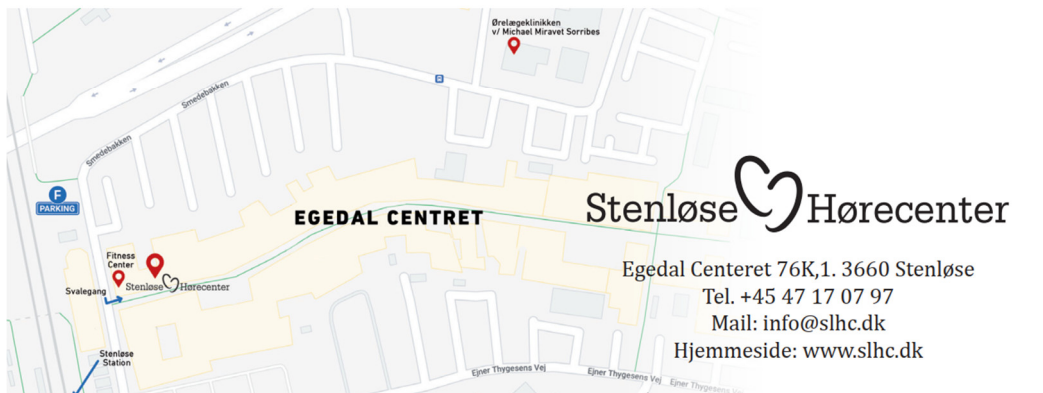 Ørelægeklinikken
v/ Michael Miravet Sorribes
Smedebakken
Smedebakken
F
PARKING
EGEDAL CENTRET
Fitness
Center
Stenløse Hørecenter
Svalegang
Stenløse
Station
Ejner Thygesens Vej
Ejner Thygesens Vej
Ejner Thygesens Vej
Stenløse Hørecenter
Egedal Centeret 76K,1. 3660 Stenløse
Tel. +45 47 17 07 97
Mail: info@slhc.dk
Hjemmeside: www.slhc.dk